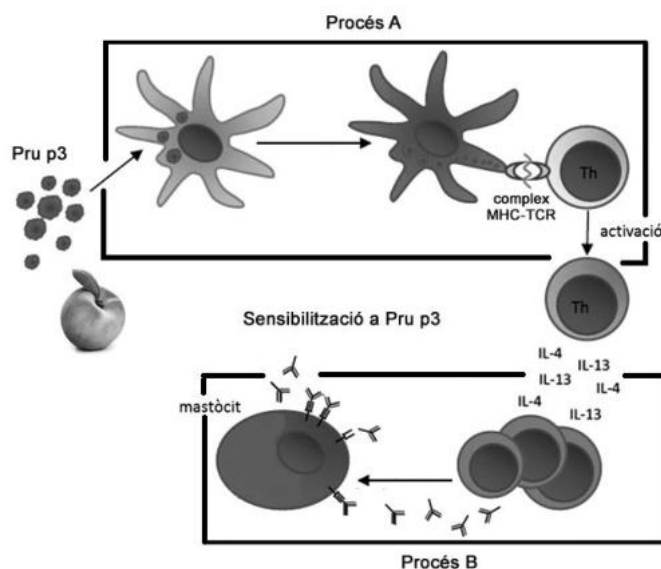 Procés A
Pru p3
Th
complex
MHC-TCR
activació
Th
Sensibilització a Pru p3
IL-4
IL-13
IL-13
IL-4
IL-4
IL-13
mastòcit
Procés B